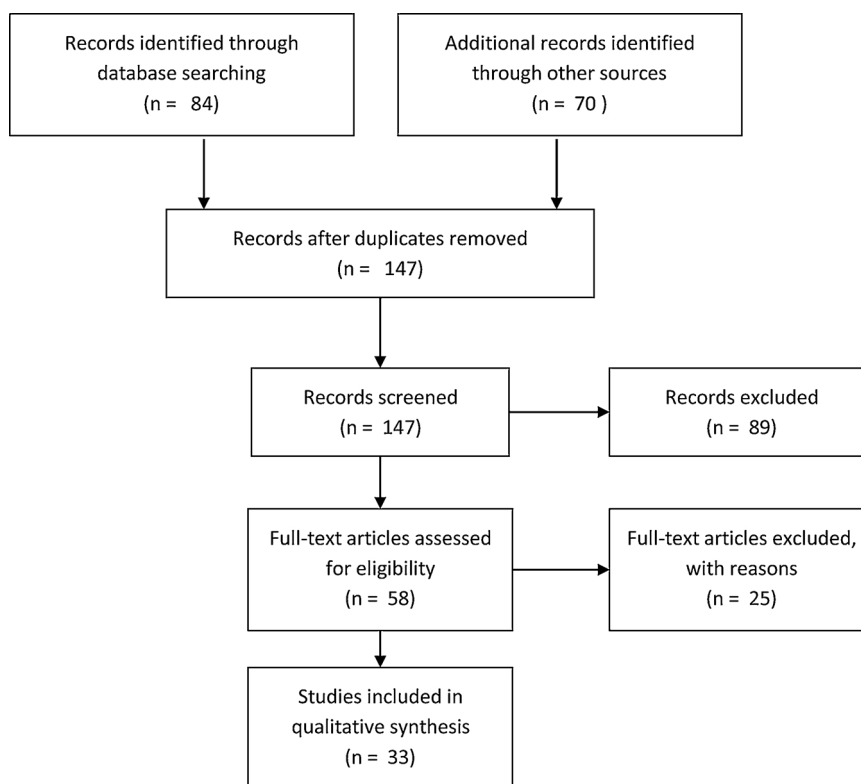 Records identified through
database searching
(n = 84)
Additional records identified
through other sources
(n = 70 )
Records after duplicates removed
(n = 147)
Records screened
(n = 147)
Records excluded
(n = 89)
Full-text articles assessed
for eligibility
(n = 58)
Full-text articles excluded,
with reasons
(n = 25)
Studies included in
qualitative synthesis
(n = 33)